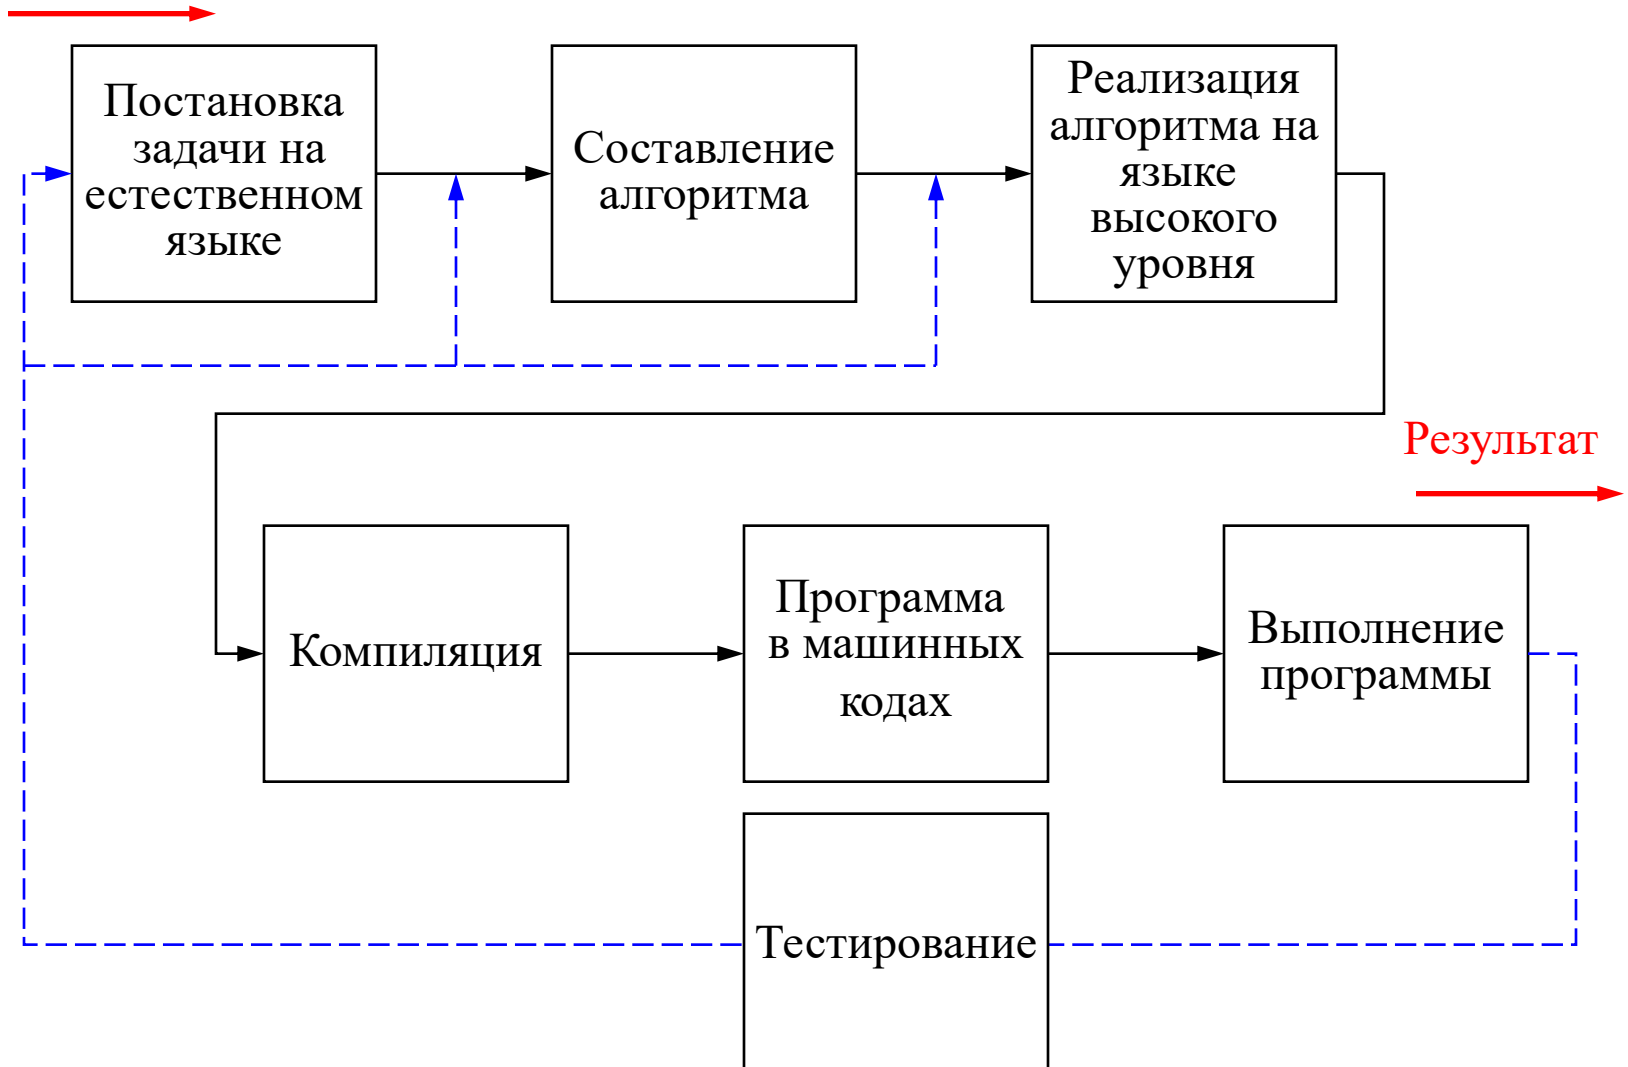 Постановка
задачи на
естественном
языке
Составление
алгоритма
Реализация
алгоритма на
языке
высокого
уровня
Результат
Компиляция
Программа
в машинных
кодах
Выполнение
программы
Тестирование